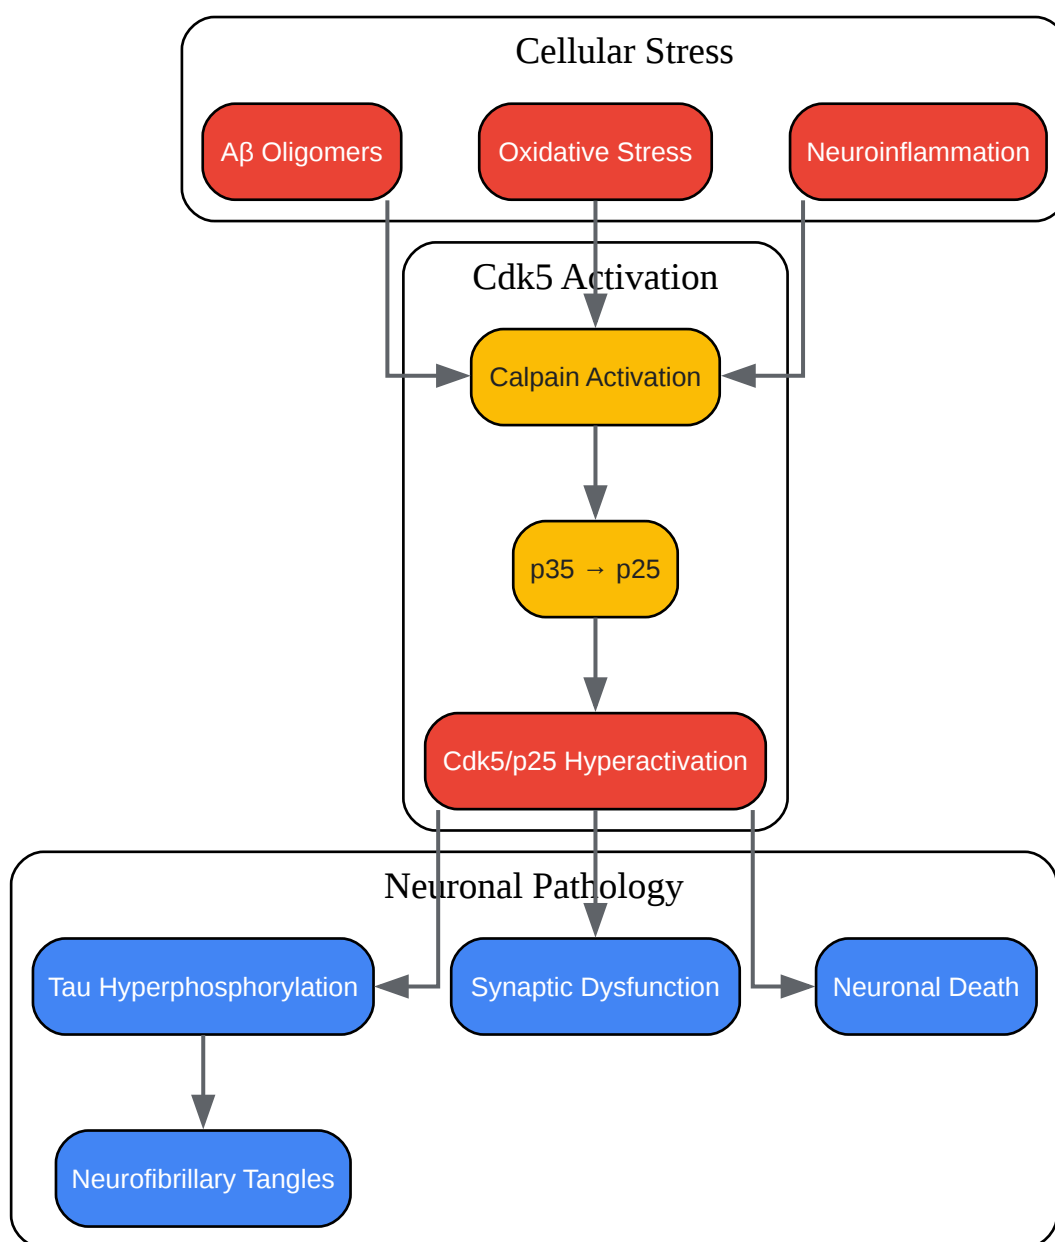 Cellular Stress
Aβ Oligomers
Oxidative Stress
Neuroinflammation
Cdk5 Activation
Calpain Activation
p35 → p25
Cdk5/p25 Hyperactivation
Neuronal Pathology
Tau Hyperphosphorylation
Synaptic Dysfunction
Neuronal Death
Neurofibrillary Tangles